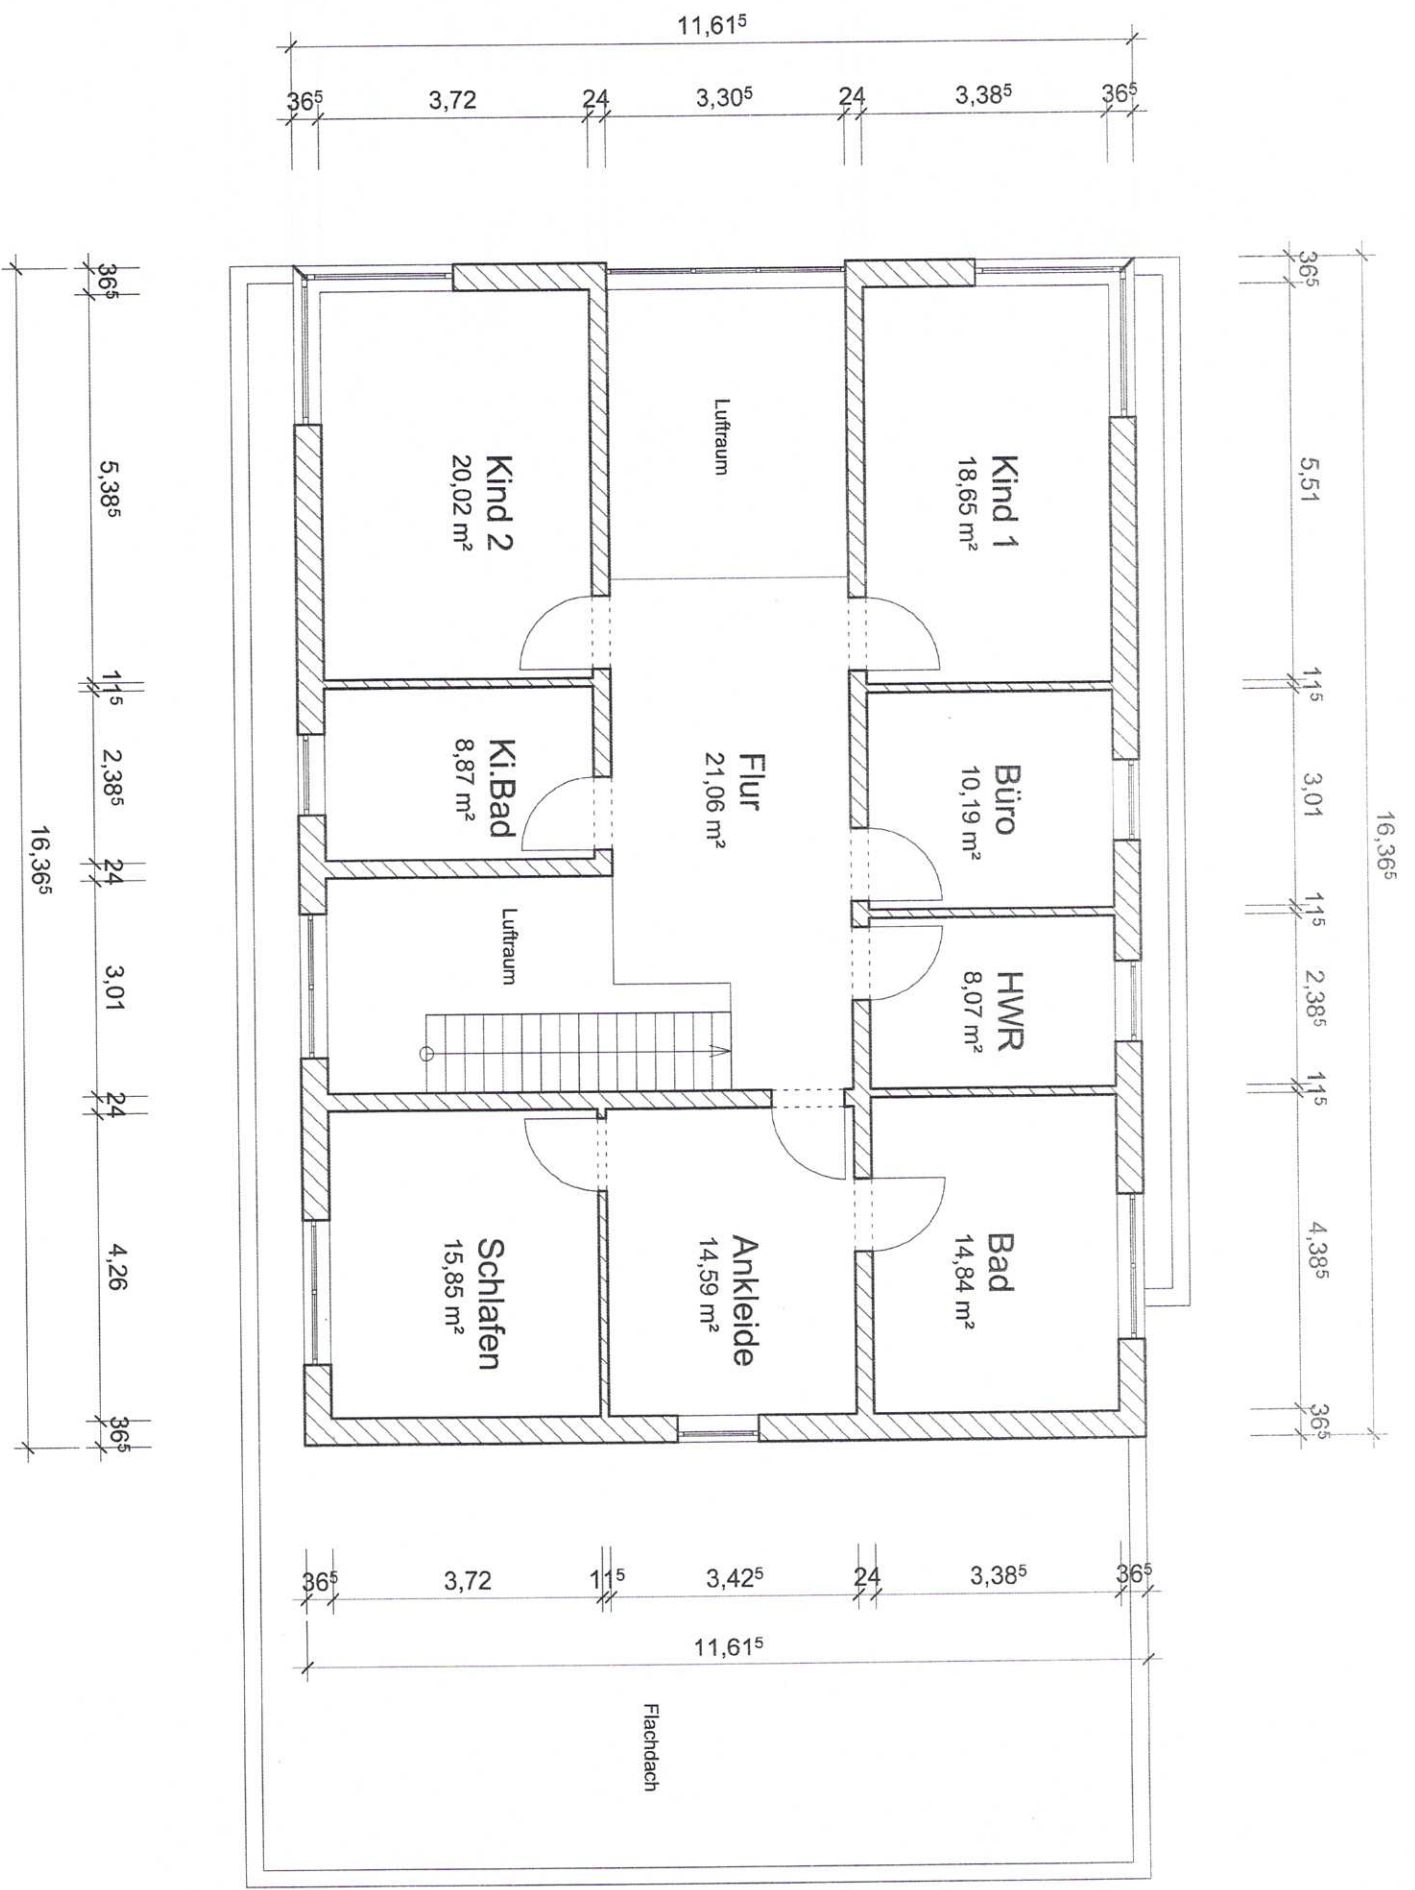 11,61⁵
36⁵ 3,72 24 3,30⁵ 24 3,38⁵ 36⁵
36⁵ 5,38⁵ 11⁵ 2,38⁵ 24 3,01 24 4,26 36⁵
16,36⁵
36⁵ 5,51 11⁵ 3,01 11⁵ 2,38⁵ 11⁵ 4,38⁵ 36⁵
16,36⁵
Kind 2
20,02 m²
Luftraum
Kind 1
18,65 m²
Ki.Bad
8,87 m²
Flur
21,06 m²
Büro
10,19 m²
Luftraum
HWR
8,07 m²
Schlafen
15,85 m²
Ankleide
14,59 m²
Bad
14,84 m²
36⁵ 3,72 11⁵ 3,42⁵ 24 3,38⁵ 36⁵
11,61⁵
Flachdach